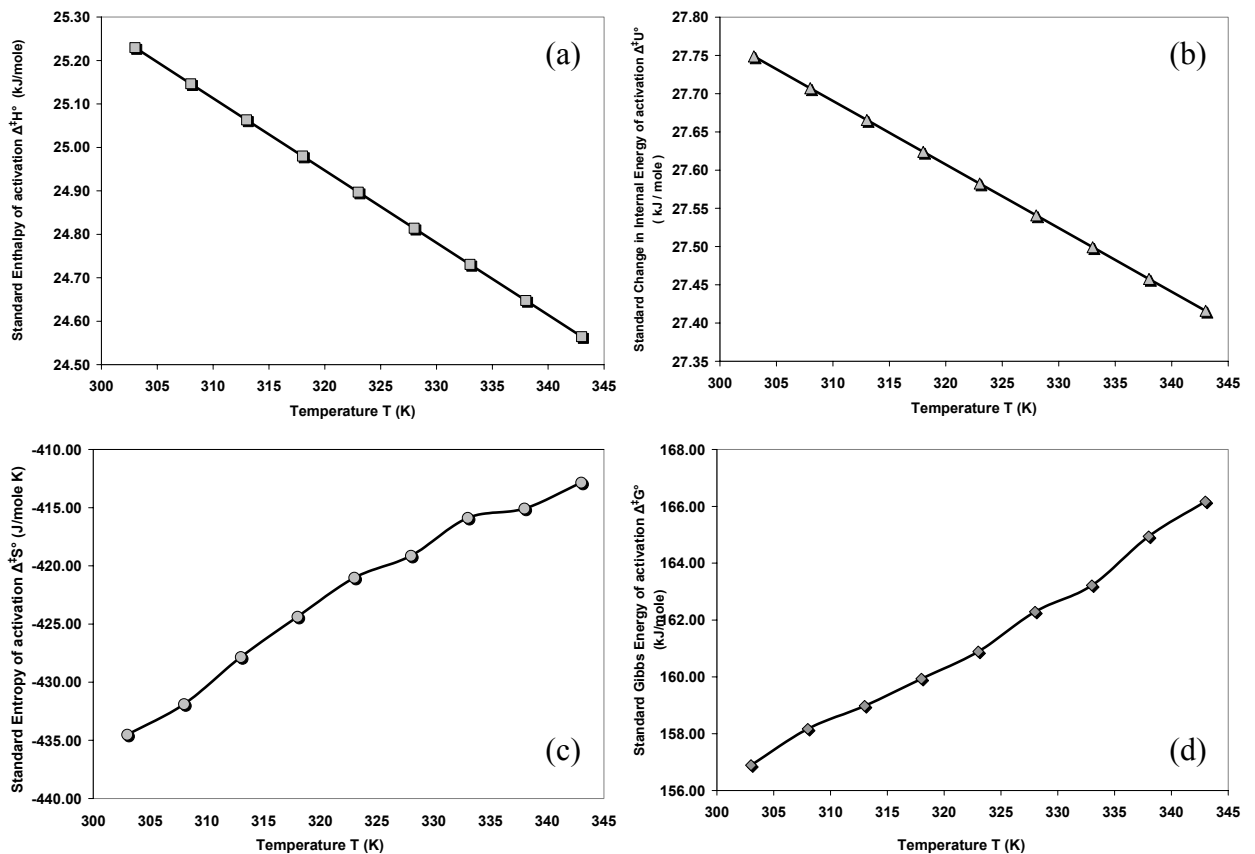 25.30
25.20
25.10
25.00
24.90
24.80
24.70
24.60
24.50
300 305 310 315 320 325 330 335 340 345
Temperature T (K)
Standard Enthalpy of activation Δ‡H° (kJ/mole)
(a)
27.80
27.75
27.70
27.65
27.60
27.55
27.50
27.45
27.40
27.35
300 305 310 315 320 325 330 335 340 345
Temperature T (K)
Standard Change in Internal Energy of activation Δ‡U°
( kJ / mole )
(b)
-410.00
-415.00
-420.00
-425.00
-430.00
-435.00
-440.00
300 305 310 315 320 325 330 335 340 345
Temperature T (K)
Standard Entropy of activation Δ‡S° (J/mole K)
(c)
168.00
166.00
164.00
162.00
160.00
158.00
156.00
300 305 310 315 320 325 330 335 340 345
Temperature T (K)
Standard Gibbs Energy of activation Δ‡G°
(kJ/mole)
(d)